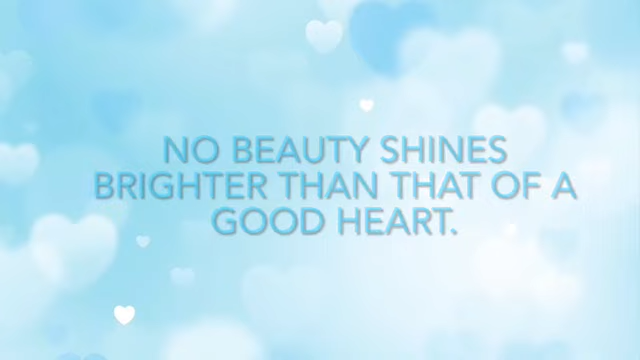 NO BEAUTY SHINES
BRIGHTER THAN THAT OF A
GOOD HEART.